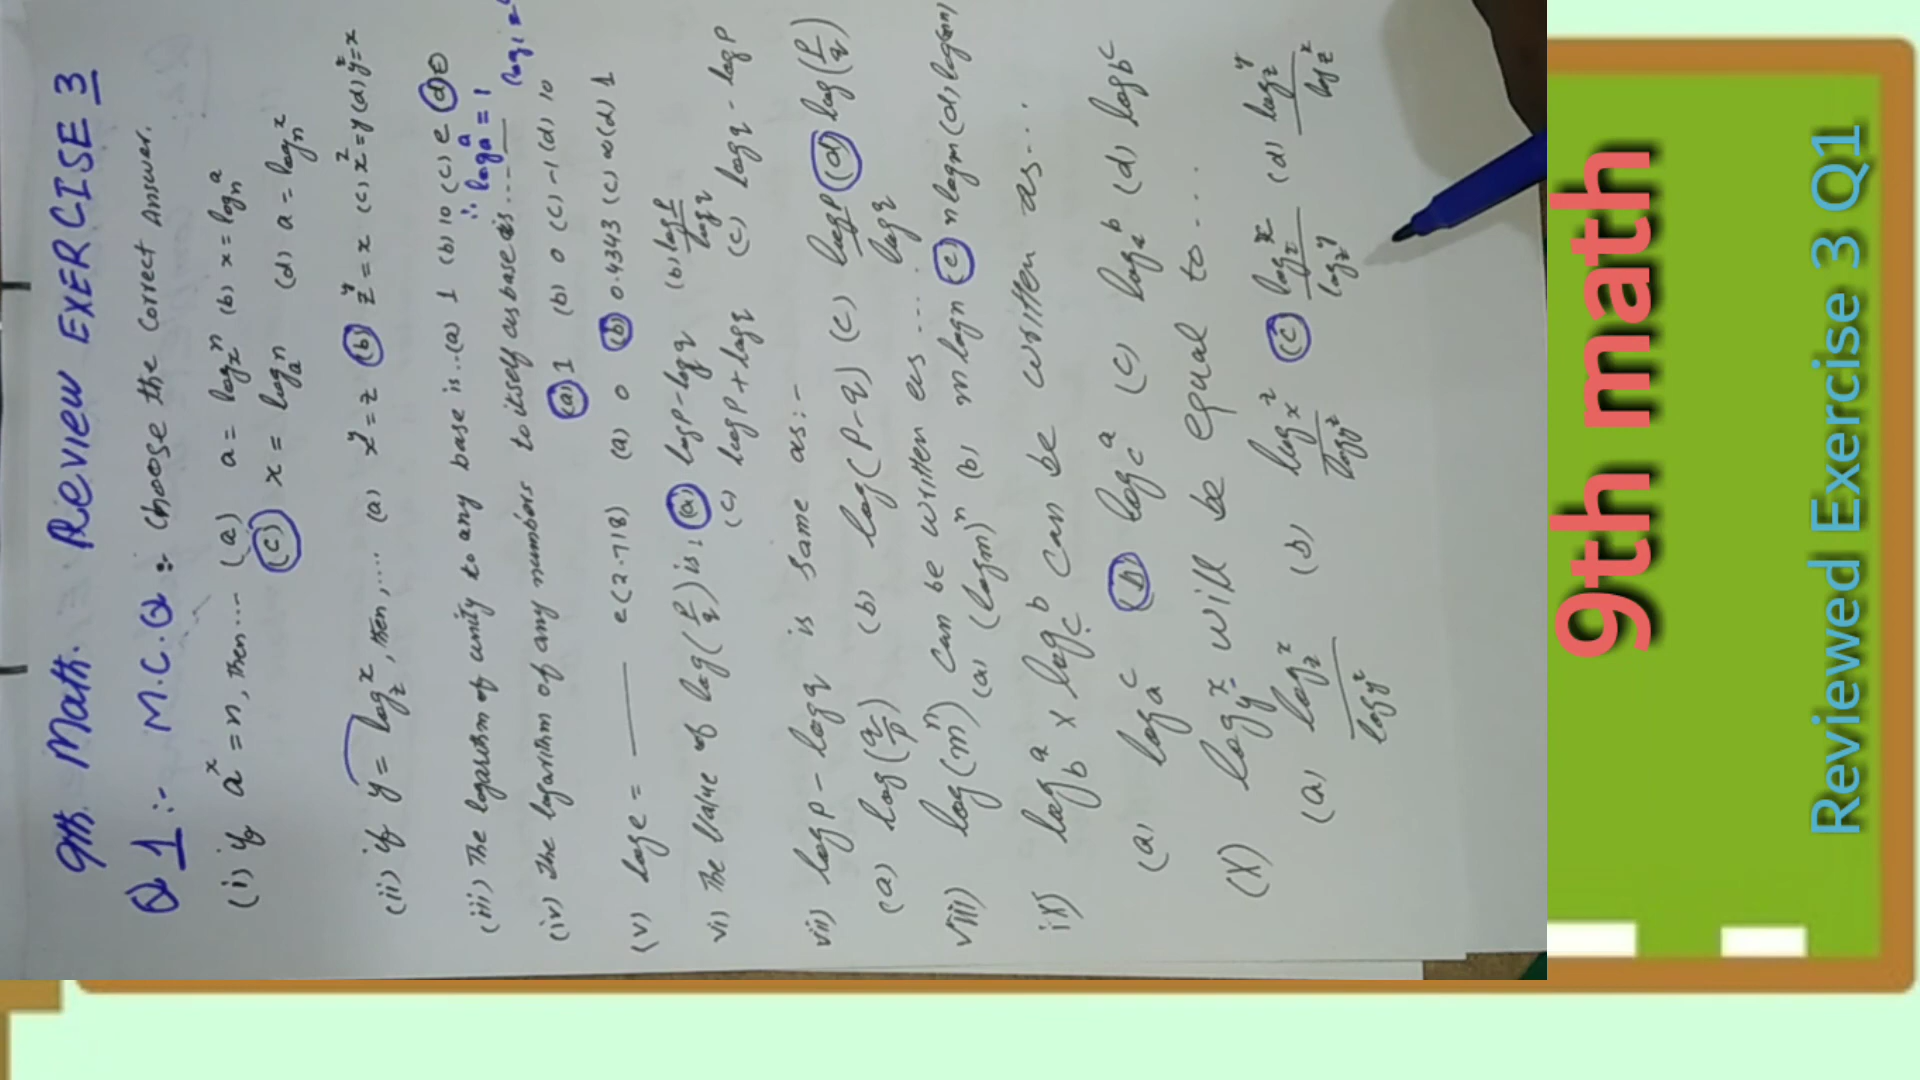 9th. Math. Review EXERCISE 3
Q 1 :- M.C.Q :- Choose the Correct Answer.
(i) if a^x = n, then... (a) a = log_x^n (b) x = log_n^a
(c) x = log_a^n (d) a = log_n^x
(ii) if y = log_z^x, then,.... (a) x^y = z (b) z^y = x (c) x^z = y (d) y^z = x
(iii) The logarithm of unity to any base is..(a) 1 (b) 10 (c) e (d) 0
∴ log_a^a = 1
(iv) The logarithm of any numbers to itself as base is....
(a) 1 (b) 0 (c) -1 (d) 10
(v) log e = ____ e(2.718) (a) 0 (b) 0.4343 (c) ∞ (d) 1
vi) The Value of log(p/q) is: (a) log p - log q (b) log p/log q
(c) log p + log q (c) log q - log p
vii) log p - log q is same as:-
(a) log(q/p) (b) log(p-q) (c) log p/log q (d) log(p/q)
viii) log(m^n) can be written as ...
(a) (log m)^n (b) m log n (c) n log m (d) log(mn)
ix) log_b^a x log_c^b can be written as...
(a) log_a^c (b) log_c^a (c) log_a^b (d) log_b^c
(X) log_y^x will be equal to....
(a) log_z^x/log_y^z (b) log_x^z/log_y^z (c) log_z^x/log_z^y (d) log_z^y/log_z^x
9th math
Reviewed Exercise 3 Q1